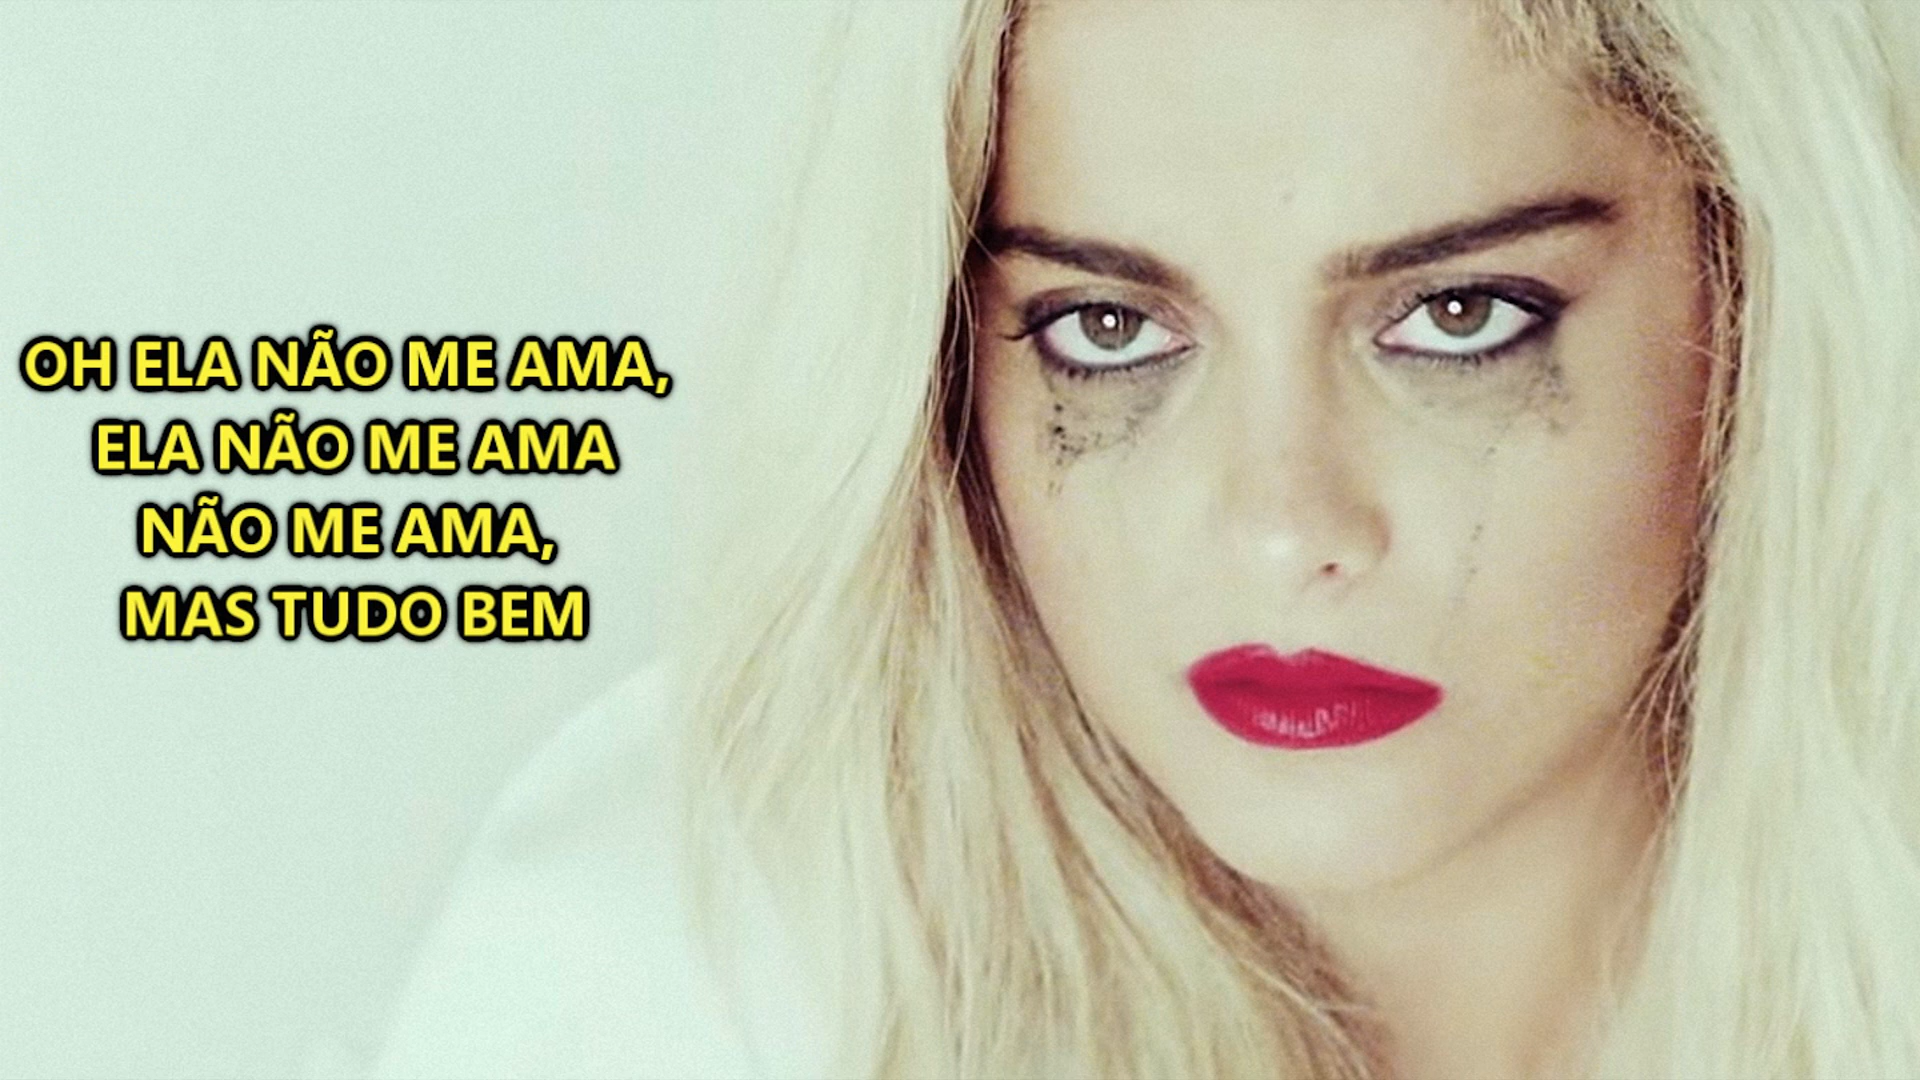 OH ELA NÃO ME AMA,
ELA NÃO ME AMA
NÃO ME AMA,
MAS TUDO BEM